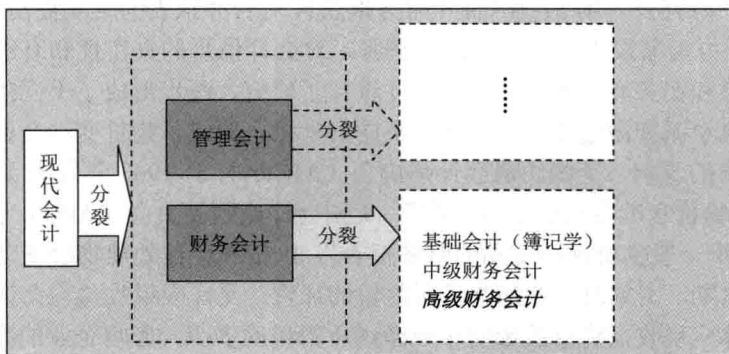 现代会计
分裂
管理会计
分裂
┇
财务会计
分裂
基础会计（簿记学）
中级财务会计
高级财务会计